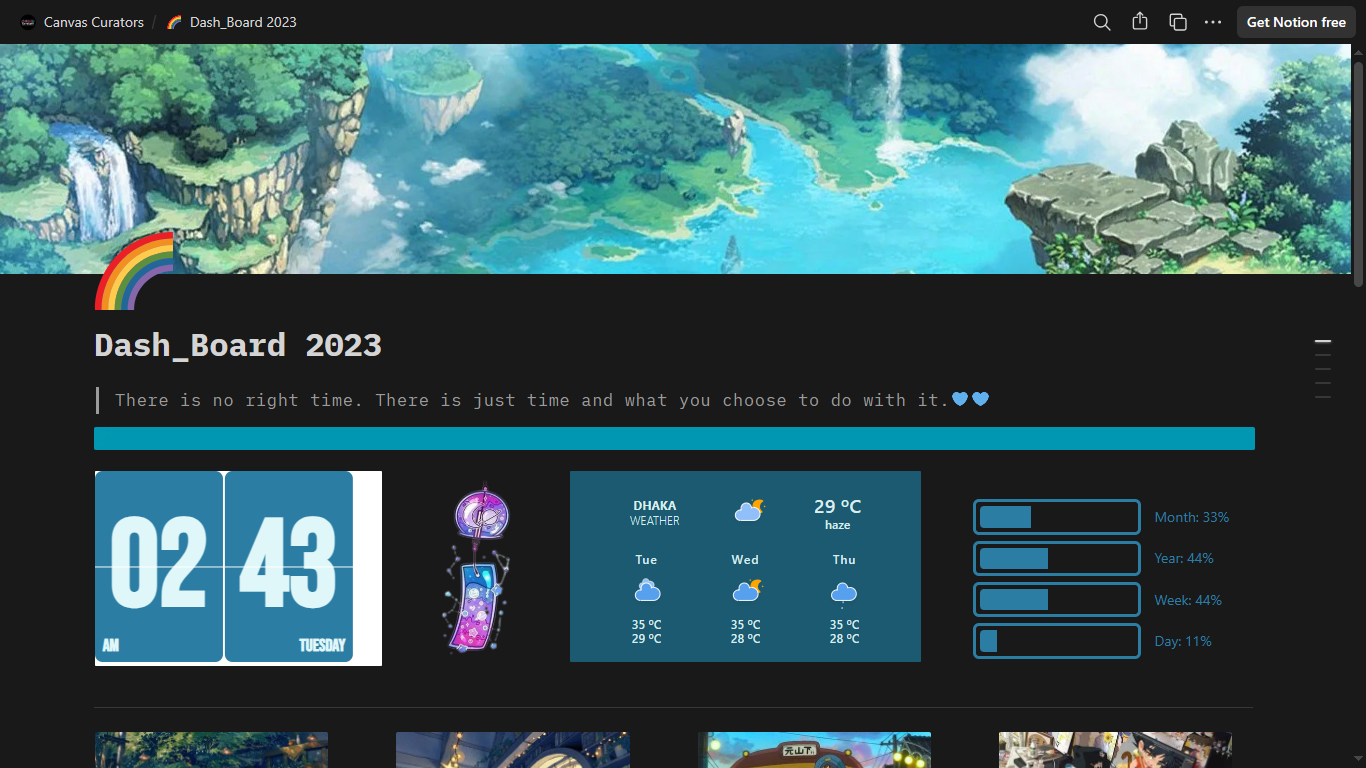 Canvas Curators / Dash_Board 2023
Get Notion free
Dash_Board 2023
There is no right time. There is just time and what you choose to do with it.💙💙
02 43
AM TUESDAY
DHAKA
WEATHER
29 ºC
haze
Tue Wed Thu
35 ºC 35 ºC 35 ºC
29 ºC 28 ºC 28 ºC
Month: 33%
Year: 44%
Week: 44%
Day: 11%
元山下